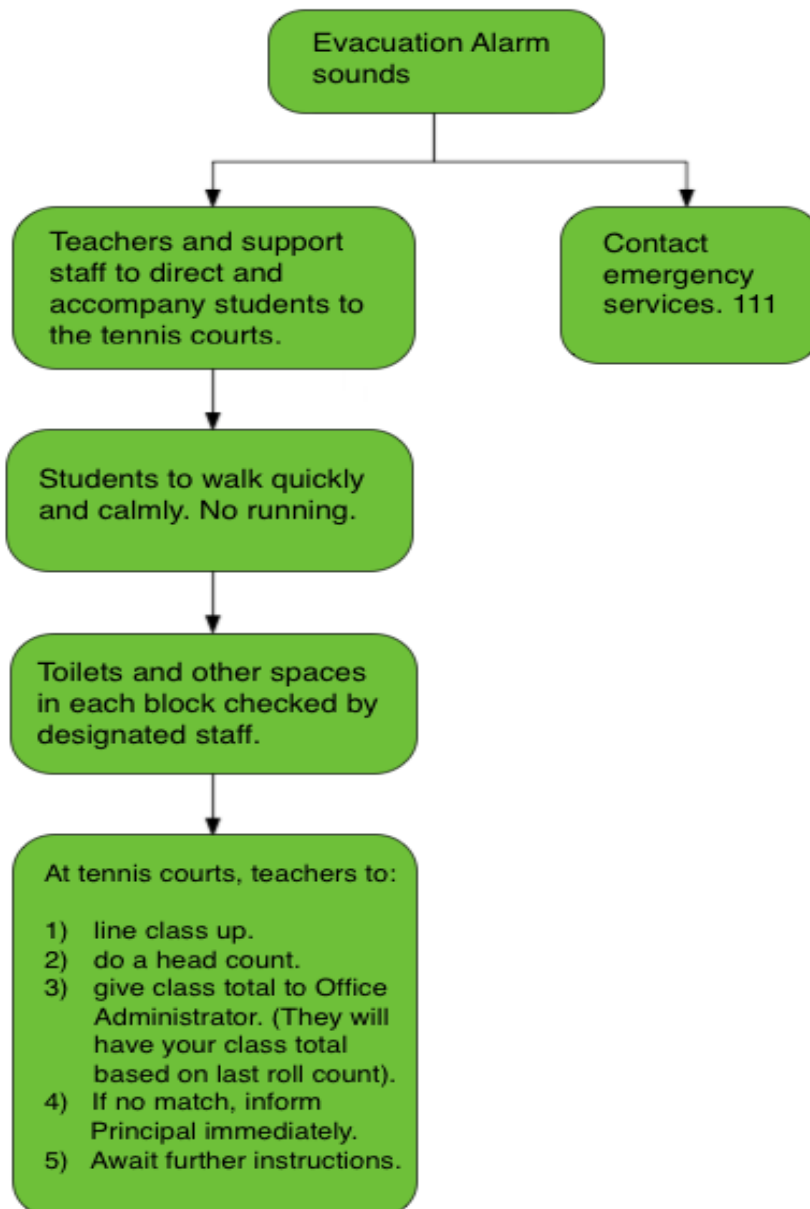 Evacuation Alarm
sounds
Teachers and support
staff to direct and
accompany students to
the tennis courts.
Contact
emergency
services. 111
Students to walk quickly
and calmly. No running.
Toilets and other spaces
in each block checked by
designated staff.
At tennis courts, teachers to:
1) line class up.
2) do a head count.
3) give class total to Office
Administrator. (They will
have your class total
based on last roll count).
4) If no match, inform
Principal immediately.
5) Await further instructions.